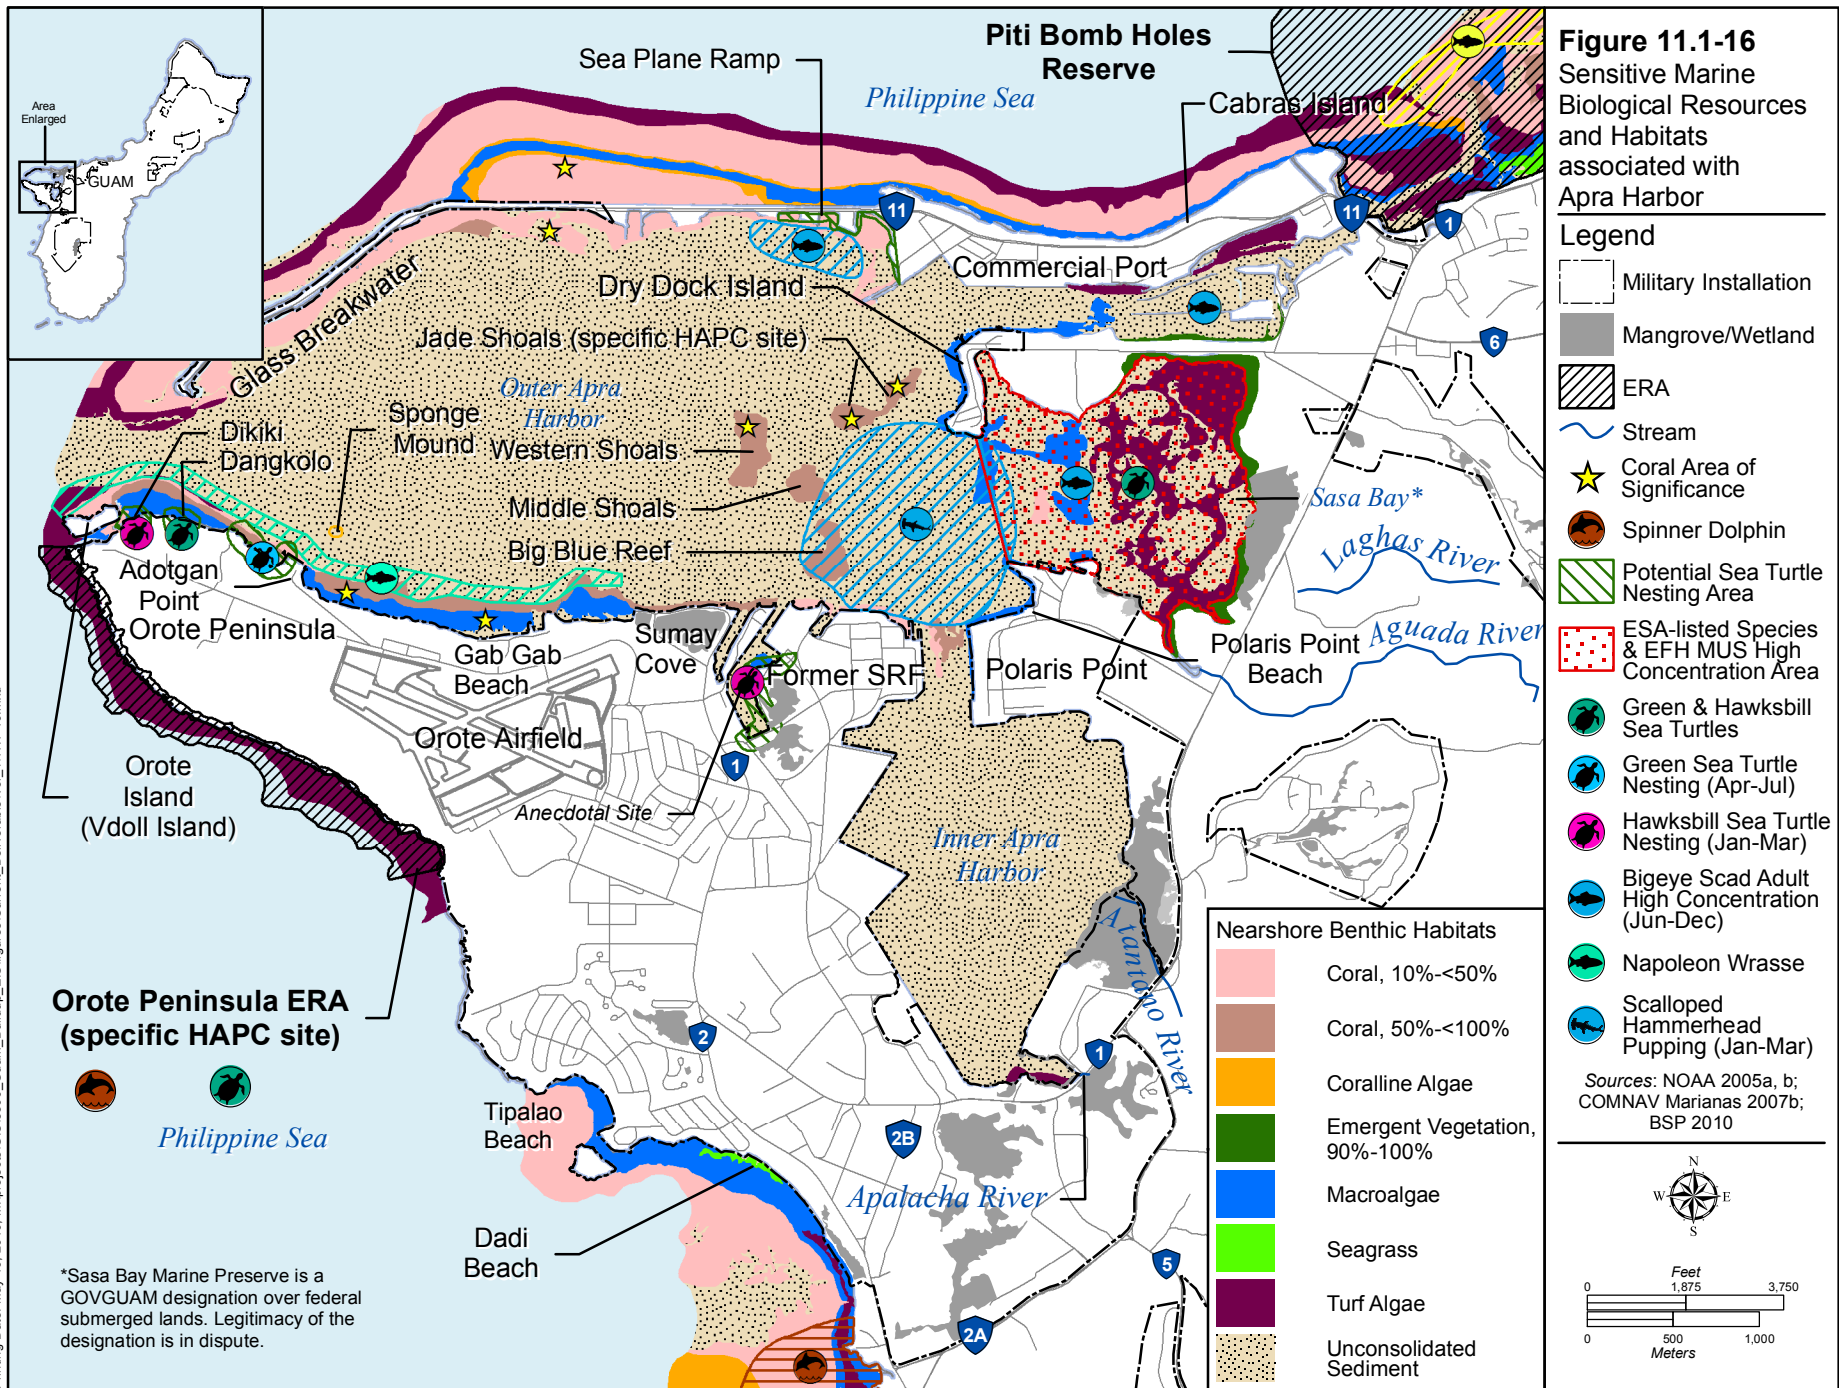 Figure 11.1-16
Sensitive Marine
Biological Resources
and Habitats
associated with
Apra Harbor
Legend
Military Installation
Mangrove/Wetland
ERA
Stream
Coral Area of
Significance
Spinner Dolphin
Potential Sea Turtle
Nesting Area
ESA-listed Species
& EFH MUS High
Concentration Area
Green & Hawksbill
Sea Turtles
Green Sea Turtle
Nesting (Apr-Jul)
Hawksbill Sea Turtle
Nesting (Jan-Mar)
Bigeye Scad Adult
High Concentration
(Jun-Dec)
Napoleon Wrasse
Scalloped
Hammerhead
Pupping (Jan-Mar)
Sources: NOAA 2005a, b;
COMNAV Marianas 2007b;
BSP 2010
N
W
E
S
Feet
0
1,875
3,750
0
500
1,000
Meters
Area
Enlarged
GUAM
Sea Plane Ramp
Piti Bomb Holes
Reserve
Philippine Sea
Cabras Island
11
11
1
6
Commercial Port
Dry Dock Island
Glass Breakwater
Jade Shoals (specific HAPC site)
Outer Apra
Harbor
Sponge
Mound
Western Shoals
Dikiki
Dangkolo
Middle Shoals
Big Blue Reef
Sasa Bay*
Laghas River
Aguada River
Adotgan
Point
Orote Peninsula
Gab Gab
Beach
Sumay
Cove
Former SRF
Polaris Point
Polaris Point
Beach
Orote Airfield
1
Anecdotal Site
Orote
Island
(Vdoll Island)
Inner Apra
Harbor
Atantano River
Orote Peninsula ERA
(specific HAPC site)
Philippine Sea
2
1
Tipalao
Beach
2B
Apalacha River
Dadi
Beach
5
2A
*Sasa Bay Marine Preserve is a
GOVGUAM designation over federal
submerged lands. Legitimacy of the
designation is in dispute.
Nearshore Benthic Habitats
Coral, 10%-<50%
Coral, 50%-<100%
Coralline Algae
Emergent Vegetation,
90%-100%
Macroalgae
Seagrass
Turf Algae
Unconsolidated
Sediment